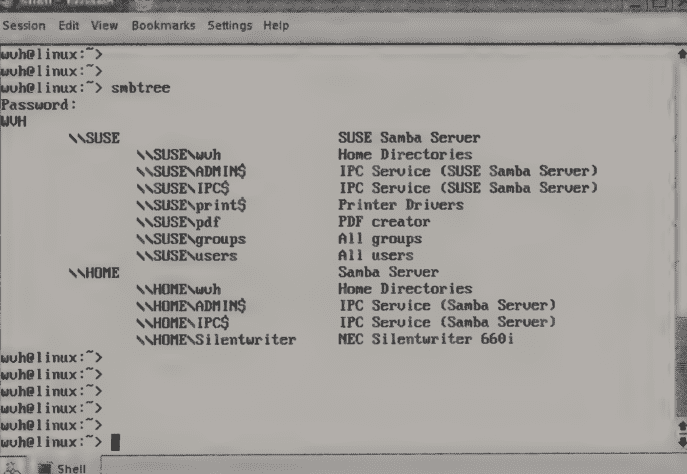 Session Edit View Bookmarks Settings Help
wvh@linux:~>
wvh@linux:~>
wvh@linux:~> smbtree
Password:
WVH
\\SUSE SUSE Samba Server
\\SUSE\wvh Home Directories
\\SUSE\ADMIN$ IPC Service (SUSE Samba Server)
\\SUSE\IPC$ IPC Service (SUSE Samba Server)
\\SUSE\print$ Printer Drivers
\\SUSE\pdf PDF creator
\\SUSE\groups All groups
\\SUSE\users All users
\\HOME Samba Server
\\HOME\wvh Home Directories
\\HOME\ADMIN$ IPC Service (Samba Server)
\\HOME\IPC$ IPC Service (Samba Server)
\\HOME\Silentwriter NEC Silentwriter 660i
wvh@linux:~>
wvh@linux:~>
wvh@linux:~>
wvh@linux:~>
wvh@linux:~>
wvh@linux:~>
Shell